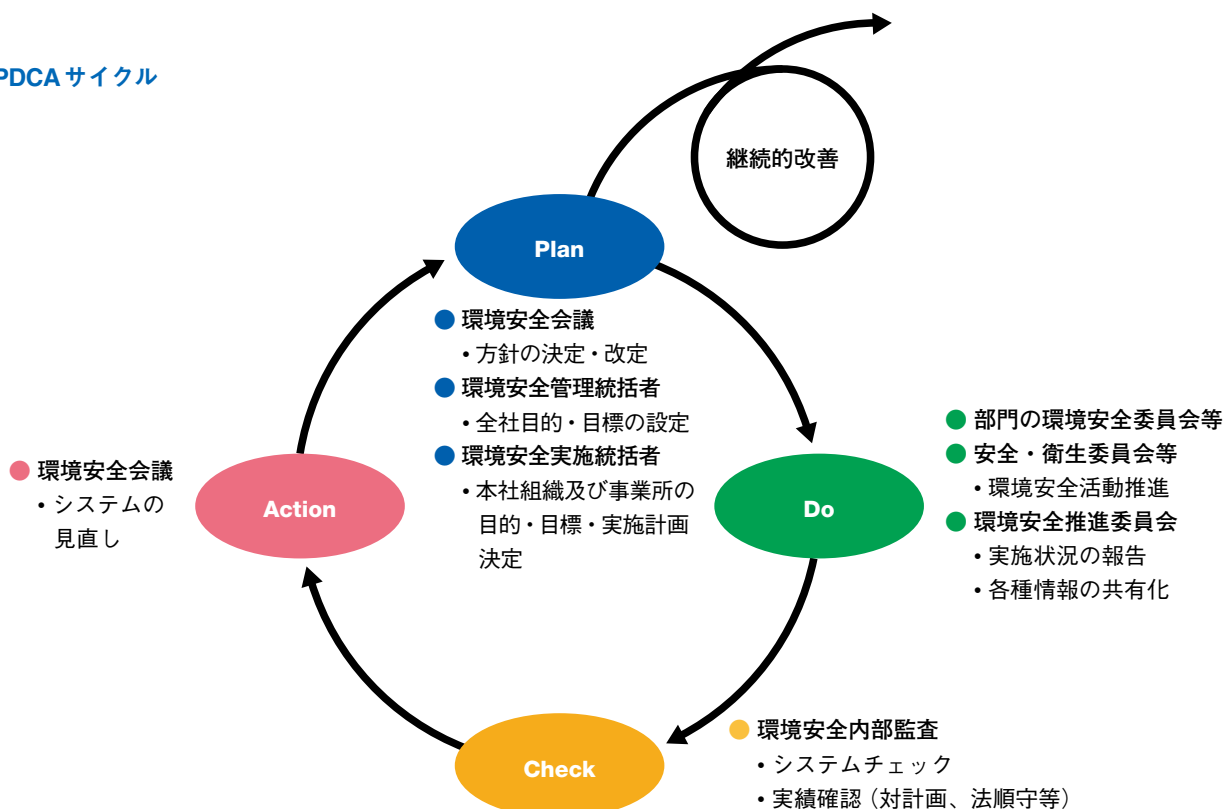 PDCAサイクル
継続的改善
Plan
● 環境安全会議
• 方針の決定・改定
● 環境安全管理統括者
• 全社目的・目標の設定
● 環境安全実施統括者
• 本社組織及び事業所の
目的・目標・実施計画
決定
Do
● 部門の環境安全委員会等
● 安全・衛生委員会等
• 環境安全活動推進
● 環境安全推進委員会
• 実施状況の報告
• 各種情報の共有化
Check
● 環境安全内部監査
• システムチェック
• 実績確認（対計画、法順守等）
Action
● 環境安全会議
• システムの
見直し